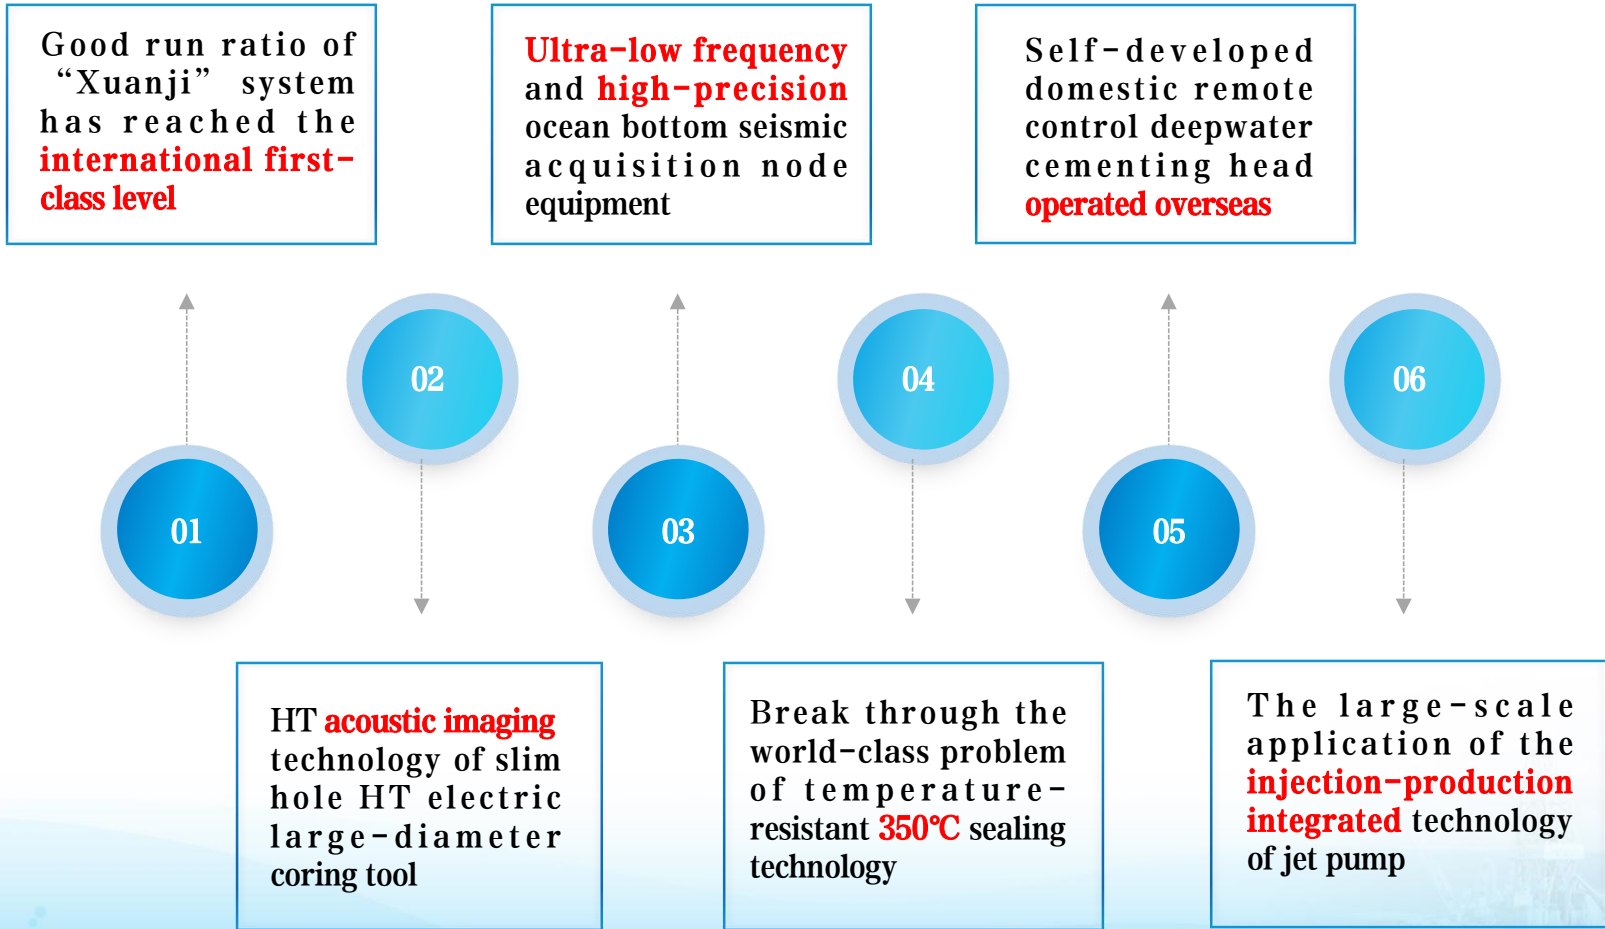 Good run ratio of
“Xuanji” system
has reached the
international first-
class level
Ultra-low frequency
and high-precision
ocean bottom seismic
acquisition node
equipment
Self-developed
domestic remote
control deepwater
cementing head
operated overseas
01
02
03
04
05
06
HT acoustic imaging
technology of slim
hole HT electric
large-diameter
coring tool
Break through the
world-class problem
of temperature-
resistant 350℃ sealing
technology
The large-scale
application of the
injection-production
integrated technology
of jet pump